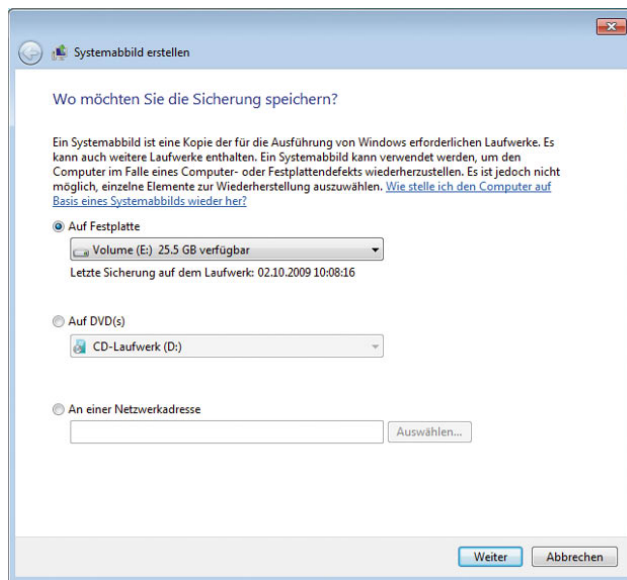 Systemabbild erstellen
Wo möchten Sie die Sicherung speichern?
Ein Systemabbild ist eine Kopie der für die Ausführung von Windows erforderlichen Laufwerke. Es
kann auch weitere Laufwerke enthalten. Ein Systemabbild kann verwendet werden, um den
Computer im Falle eines Computer- oder Festplattendefekts wiederherzustellen. Es ist jedoch nicht
möglich, einzelne Elemente zur Wiederherstellung auszuwählen. Wie stelle ich den Computer auf
Basis eines Systemabbilds wieder her?
Auf Festplatte
Volume (E:) 25.5 GB verfügbar
Letzte Sicherung auf dem Laufwerk: 02.10.2009 10:08:16
Auf DVD(s)
CD-Laufwerk (D:)
An einer Netzwerkadresse
Auswählen...
Weiter Abbrechen